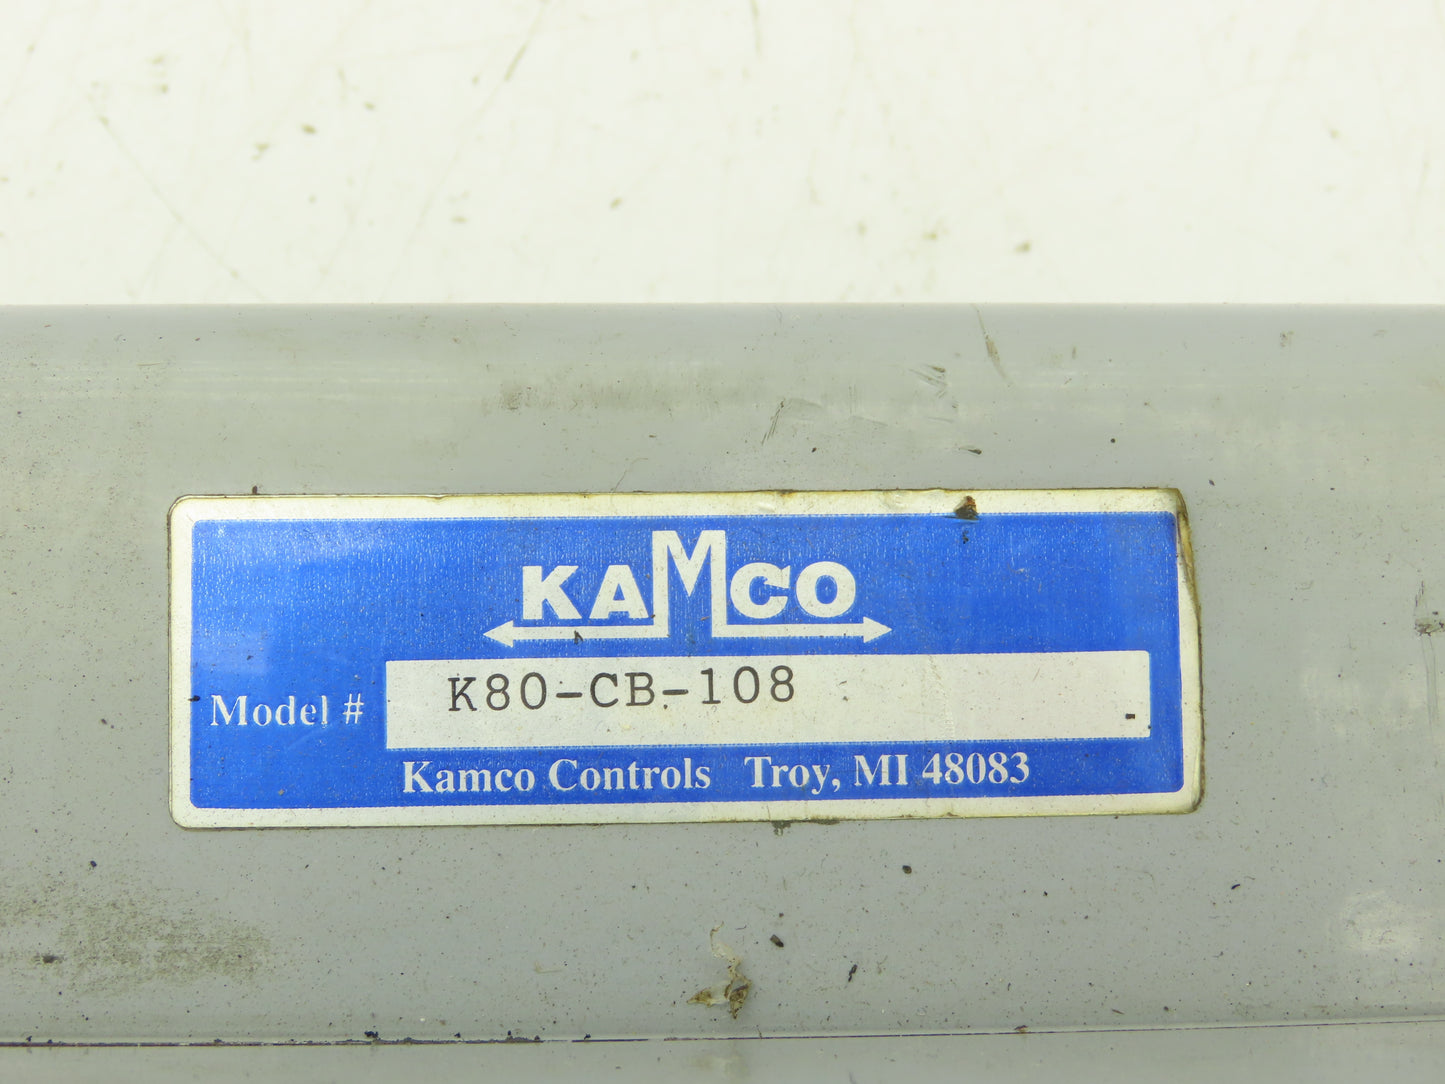 KAMCO
K80-CB-108
Model #
Kamco Controls Troy, MI 48083